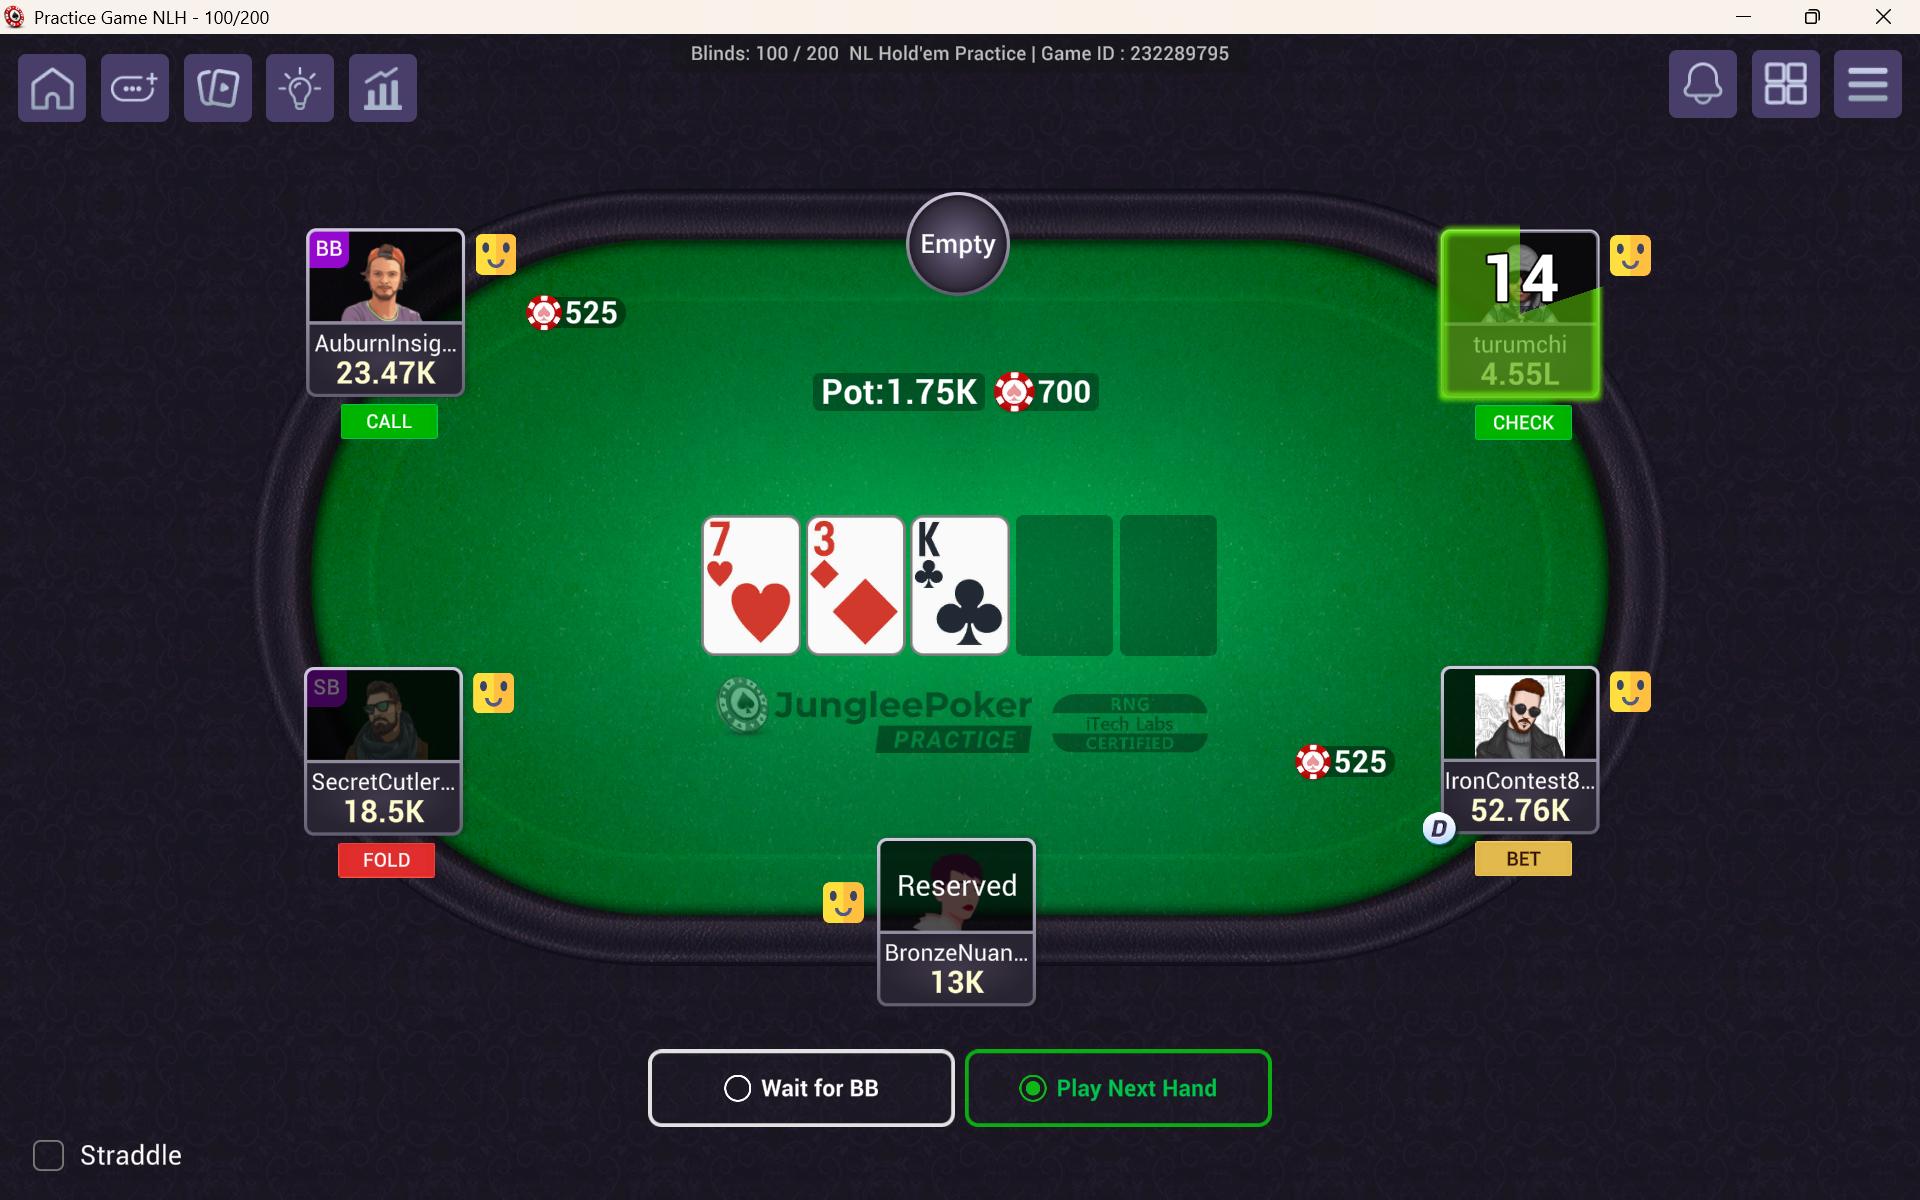 Practice Game NLH - 100/200
Blinds: 100 / 200 NL Hold'em Practice | Game ID : 232289795
Empty
BB
AuburnInsig...
23.47K
CALL
525
14
turumchi
4.55L
CHECK
Pot:1.75K
700
7
3
K
JungleePoker
PRACTICE
RNG
iTech Labs
CERTIFIED
SB
SecretCutler...
18.5K
FOLD
525
IronContest8...
52.76K
D
BET
Reserved
BronzeNuan...
13K
Wait for BB
Play Next Hand
Straddle